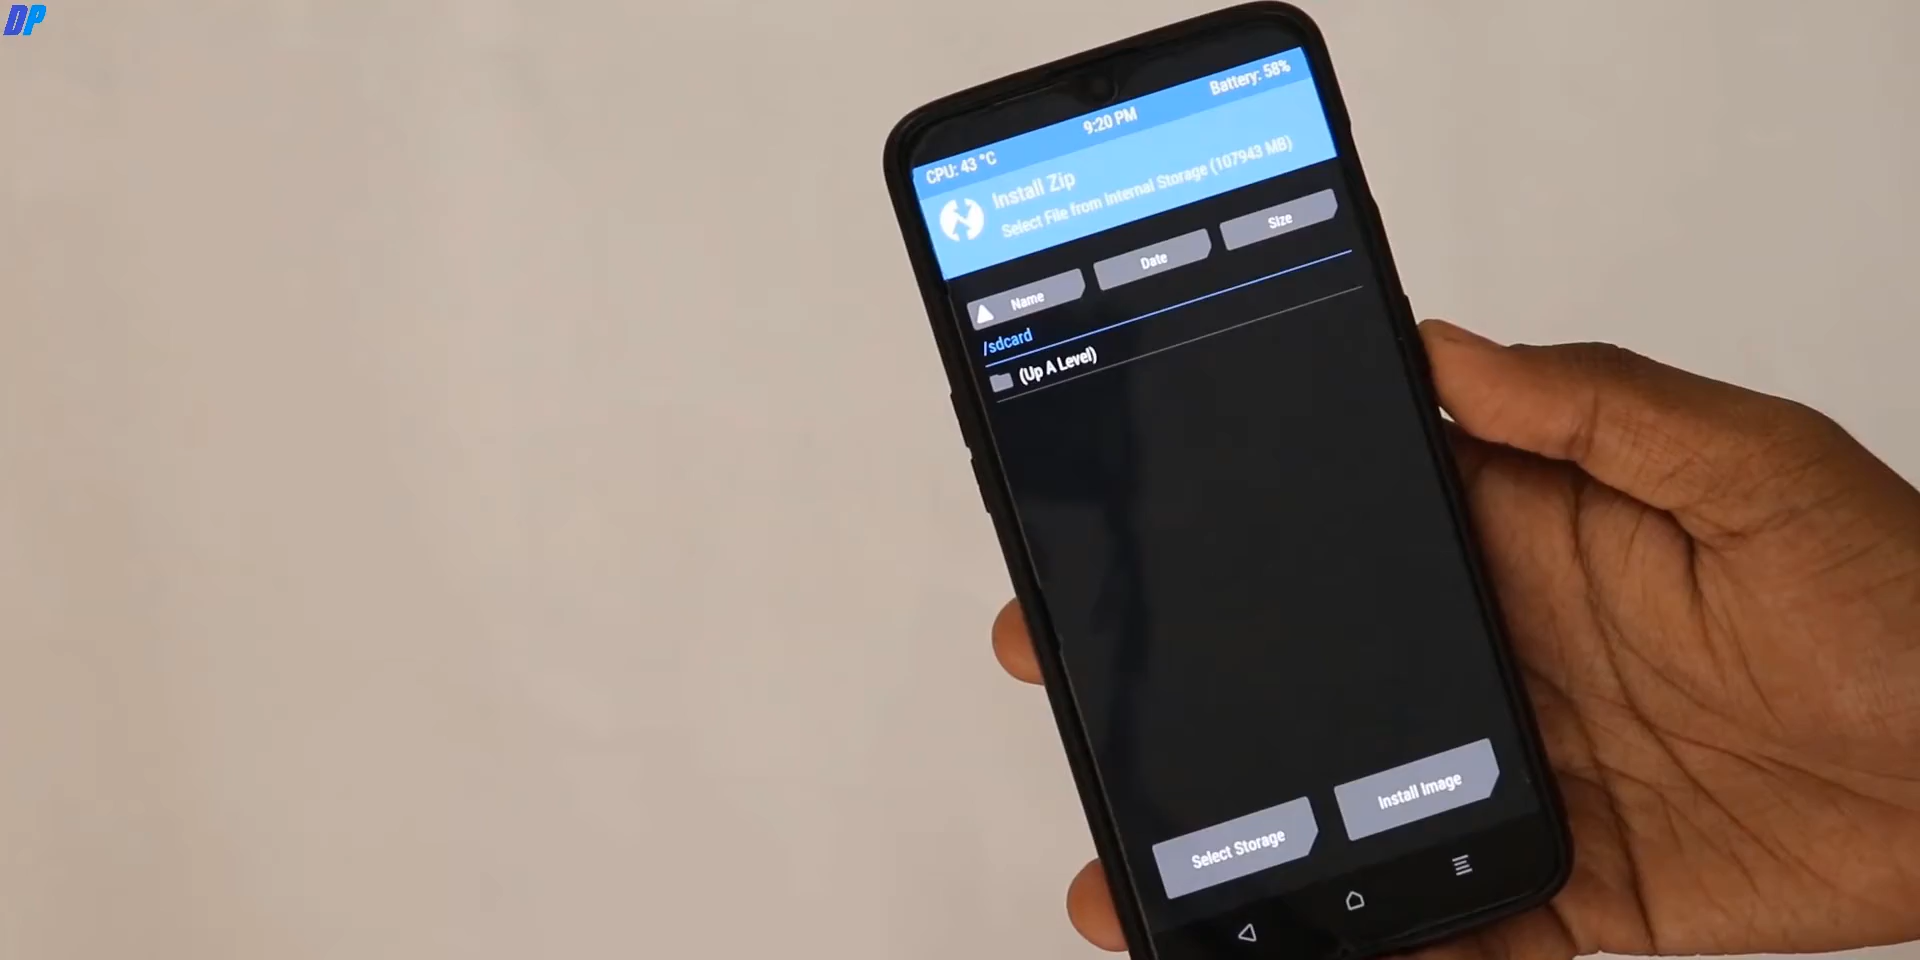 DP
Battery: 58%
9:20 PM
CPU: 43 °C
Install Zip
Select File from Internal Storage (107943 MB)
Name
Date
Size
/sdcard
(Up A Level)
Select Storage
Install Image